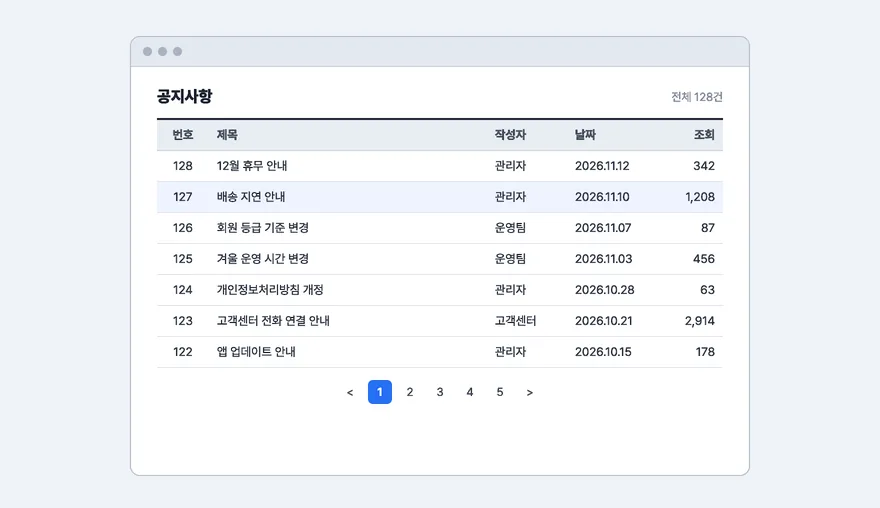 공지사항 전체 128건
번호 제목 작성자 날짜 조회
128 12월 휴무 안내 관리자 2026.11.12 342
127 배송 지연 안내 관리자 2026.11.10 1,208
126 회원 등급 기준 변경 운영팀 2026.11.07 87
125 겨울 운영 시간 변경 운영팀 2026.11.03 456
124 개인정보처리방침 개정 관리자 2026.10.28 63
123 고객센터 전화 연결 안내 고객센터 2026.10.21 2,914
122 앱 업데이트 안내 관리자 2026.10.15 178
< 1 2 3 4 5 >